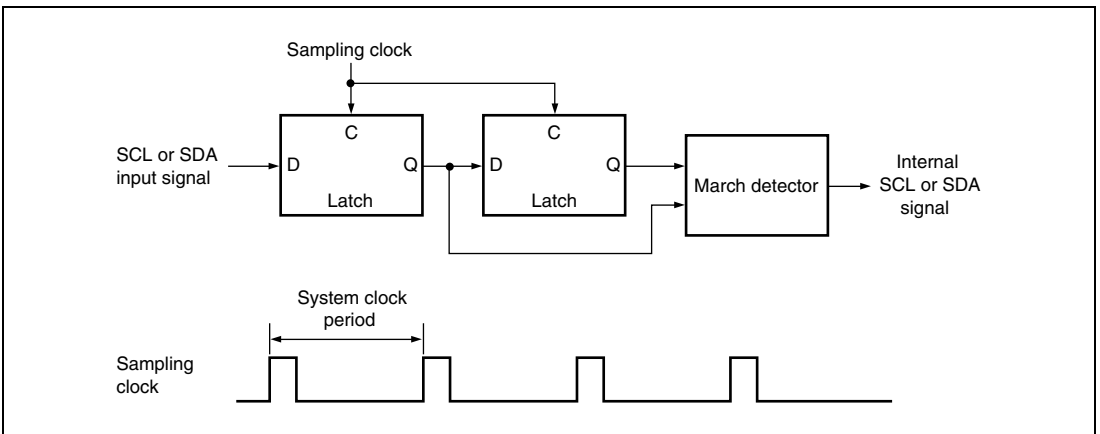 Sampling clock
SCL or SDA
input signal
C
D
Q
Latch
C
D
Q
Latch
March detector
Internal
SCL or SDA
signal
System clock
period
Sampling
clock